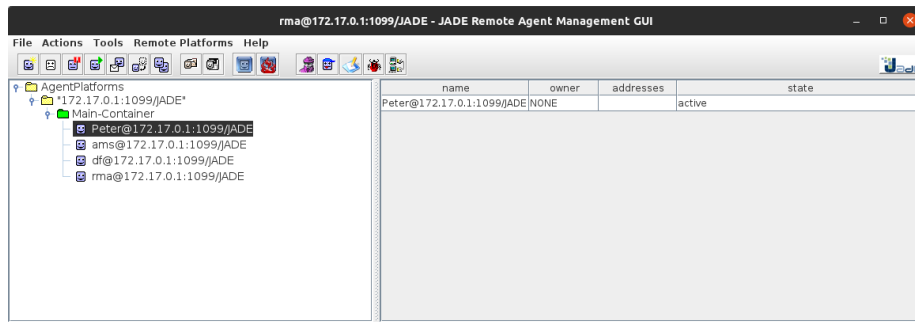 rma@172.17.0.1:1099/JADE - JADE Remote Agent Management GUI
File Actions Tools Remote Platforms Help
AgentPlatforms
"172.17.0.1:1099/JADE"
Main-Container
Peter@172.17.0.1:1099/JADE
ams@172.17.0.1:1099/JADE
df@172.17.0.1:1099/JADE
rma@172.17.0.1:1099/JADE
name owner addresses state
Peter@172.17.0.1:1099/JADE NONE active